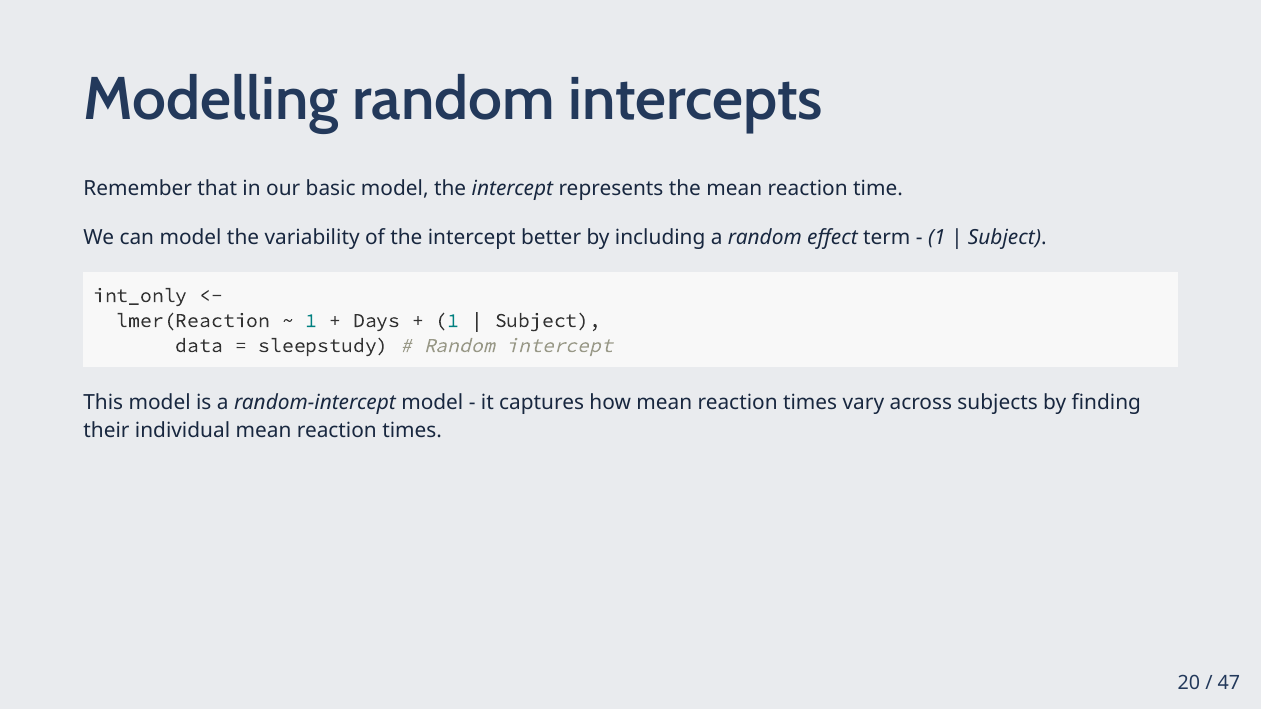 Modelling random intercepts
Remember that in our basic model, the intercept represents the mean reaction time.
We can model the variability of the intercept better by including a random effect term - (1 | Subject).
int_only <-
  lmer(Reaction ~ 1 + Days + (1 | Subject),
       data = sleepstudy) # Random intercept
This model is a random-intercept model - it captures how mean reaction times vary across subjects by finding
their individual mean reaction times.
20 / 47